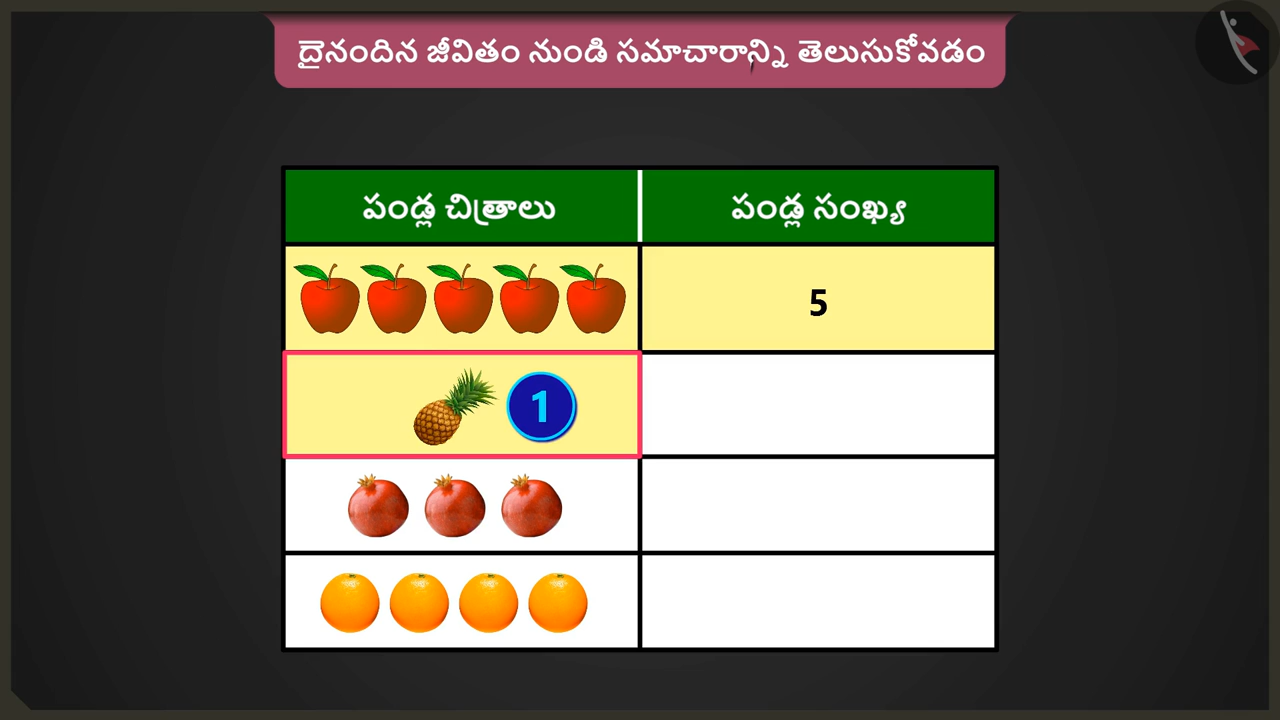 దైనందిన జీవితం నుండి సమాచారాన్ని తెలుసుకోవడం
పండ్ల చిత్రాలు పండ్ల సంఖ్య
5
1